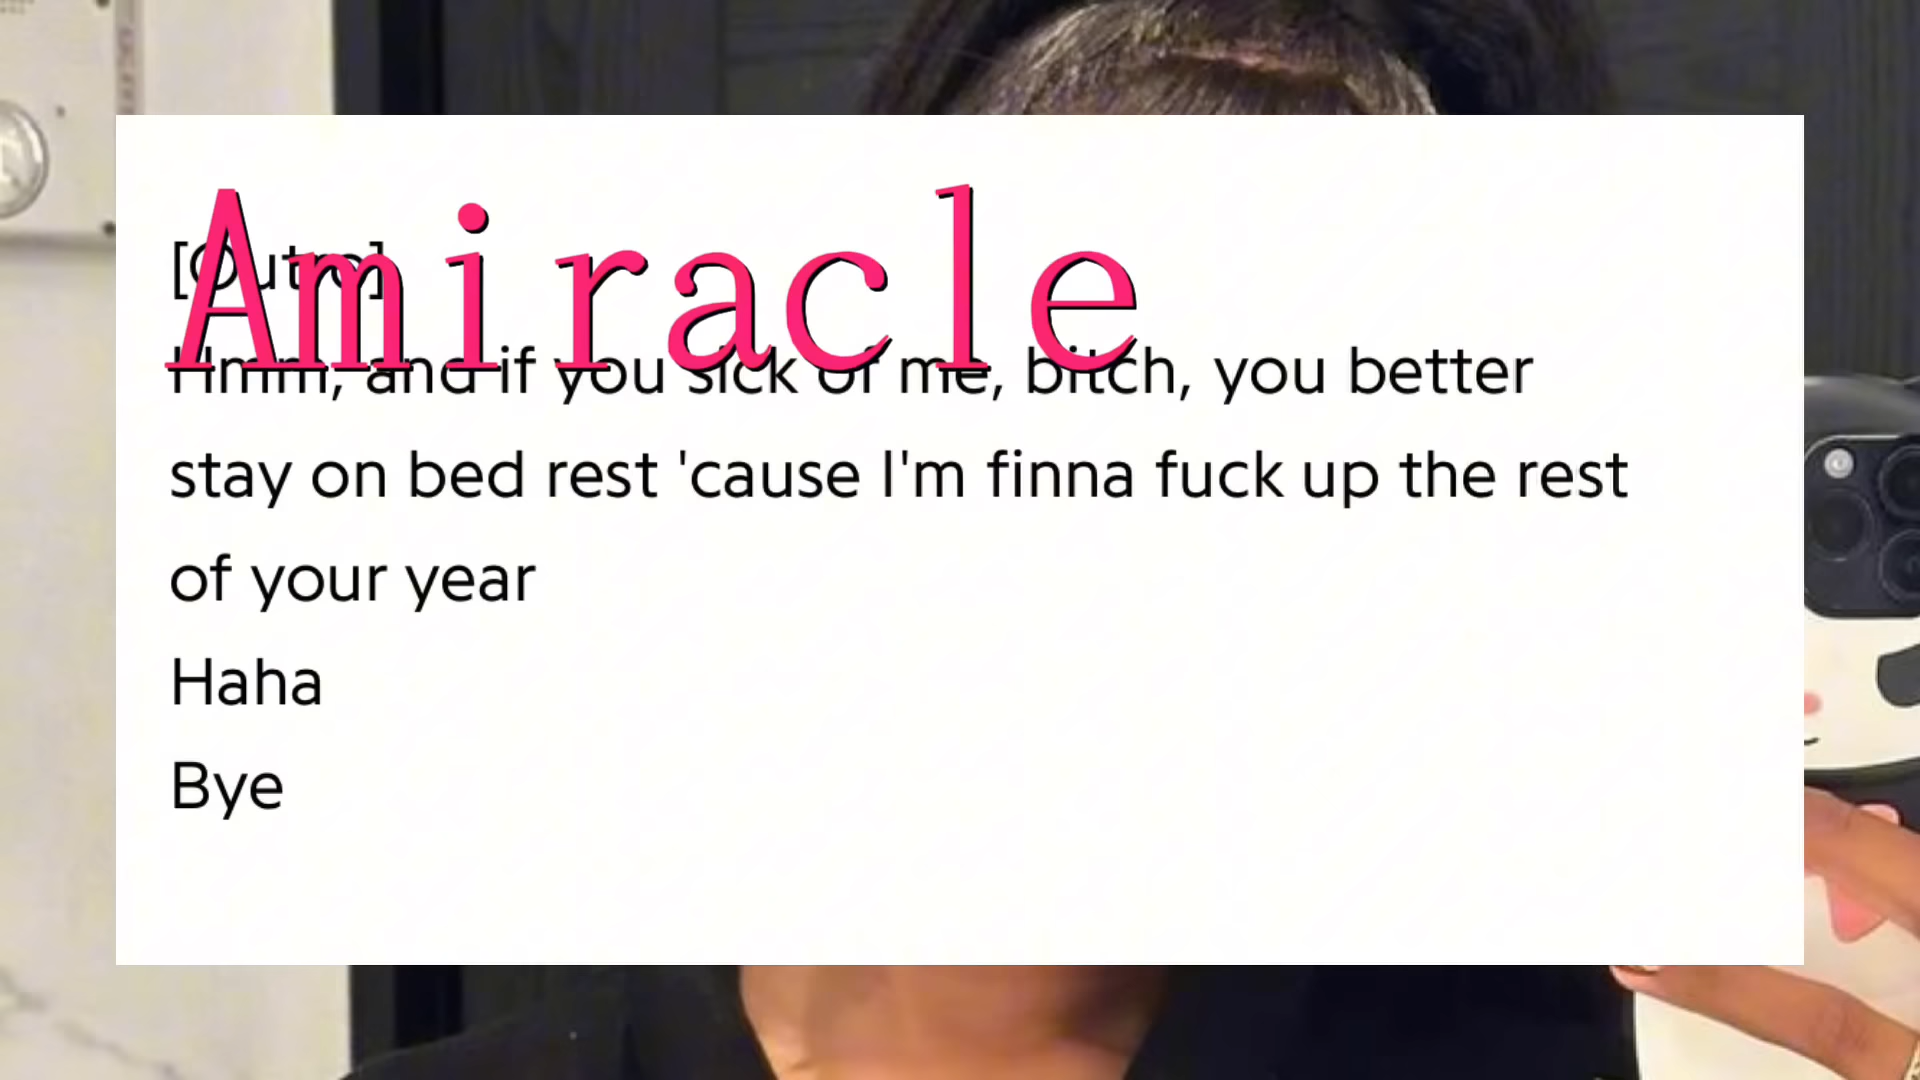 Amiracle
[Outro]
Hmm, and if you sick of me, bitch, you better
stay on bed rest 'cause I'm finna fuck up the rest
of your year
Haha
Bye